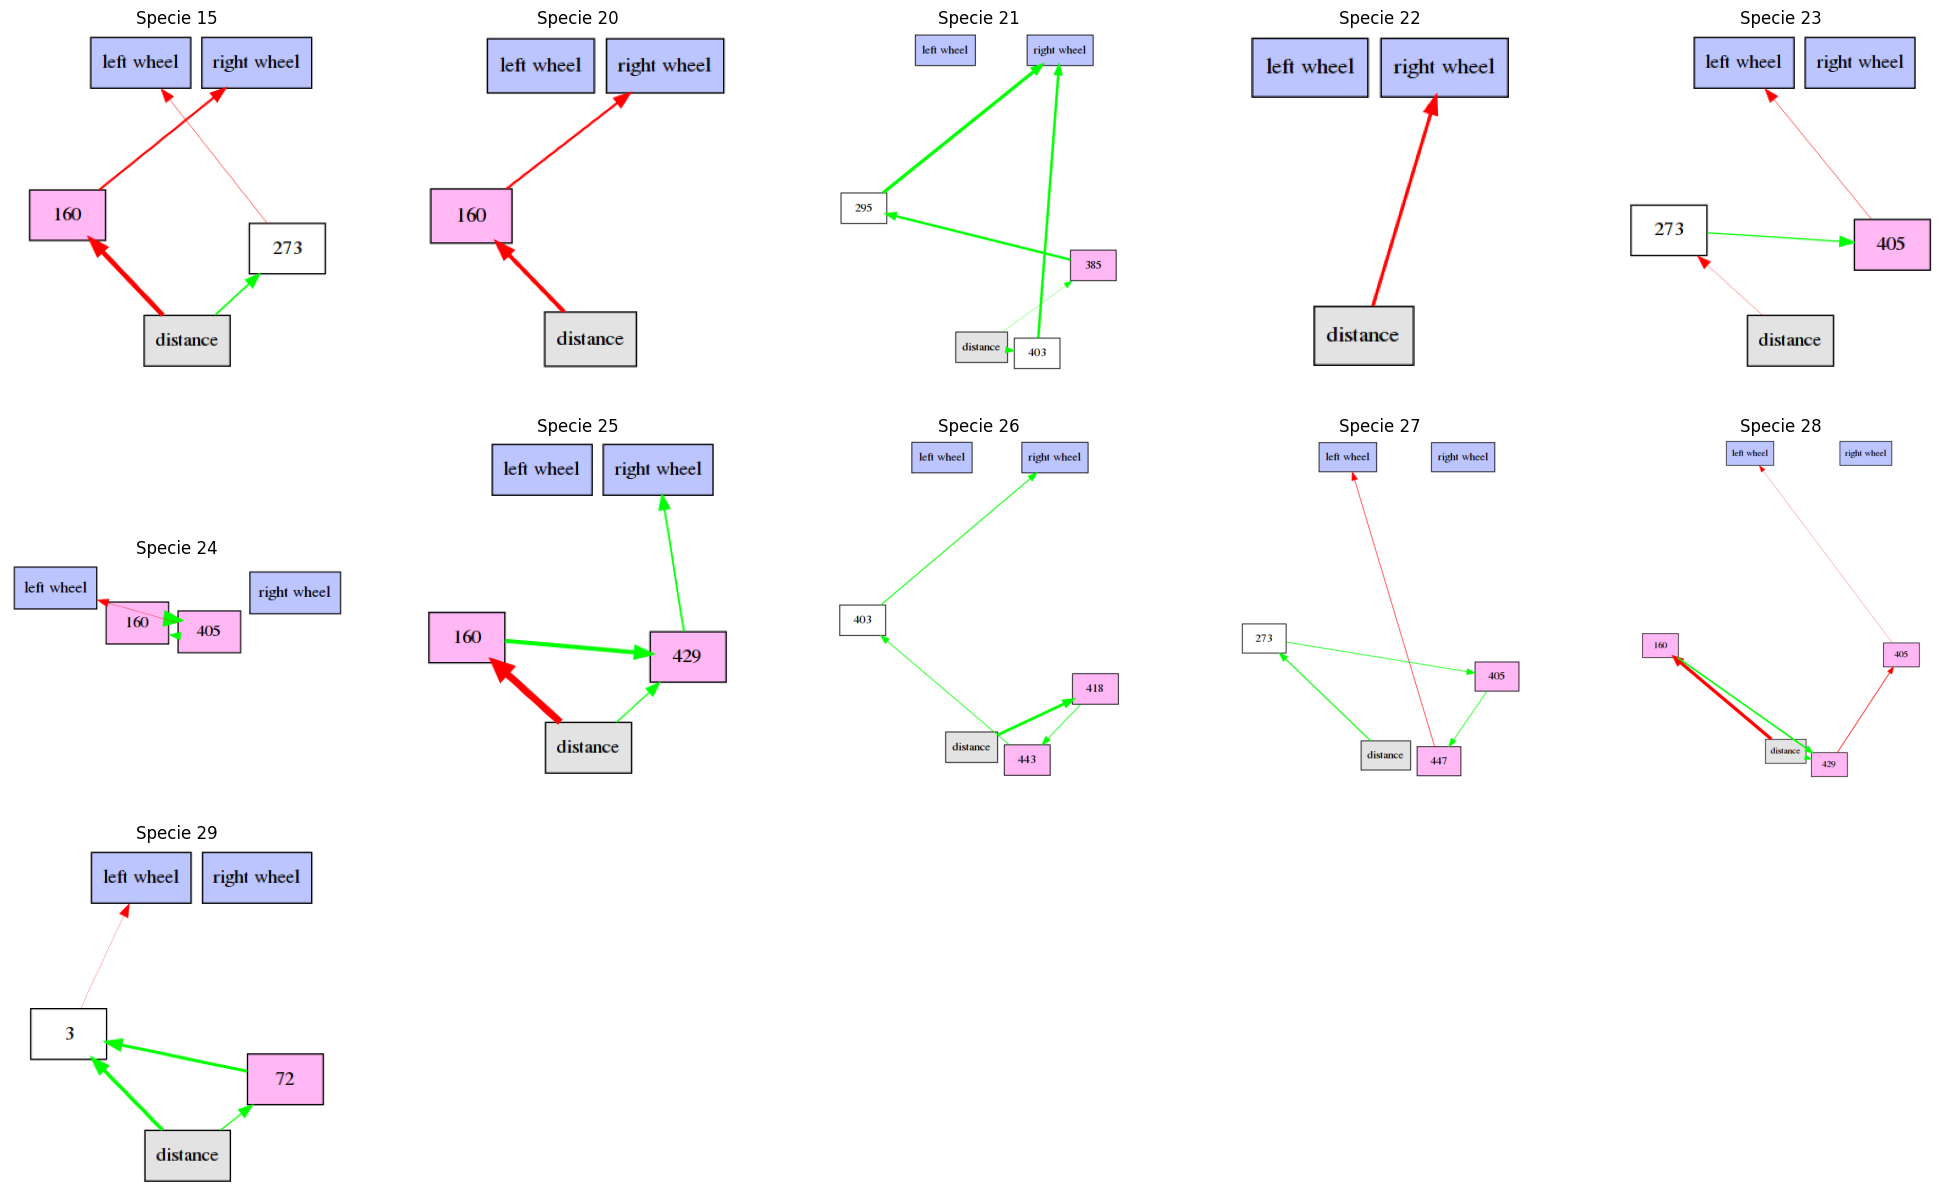 Specie 15
left wheel
right wheel
160
273
distance
Specie 20
left wheel
right wheel
160
distance
Specie 21
left wheel
right wheel
295
385
distance
403
Specie 22
left wheel
right wheel
distance
Specie 23
left wheel
right wheel
273
405
distance
Specie 24
left wheel
right wheel
160
405
Specie 25
left wheel
right wheel
160
429
distance
Specie 26
left wheel
right wheel
403
418
distance
443
Specie 27
left wheel
right wheel
273
405
distance
447
Specie 28
left wheel
right wheel
160
405
distance
429
Specie 29
left wheel
right wheel
3
72
distance